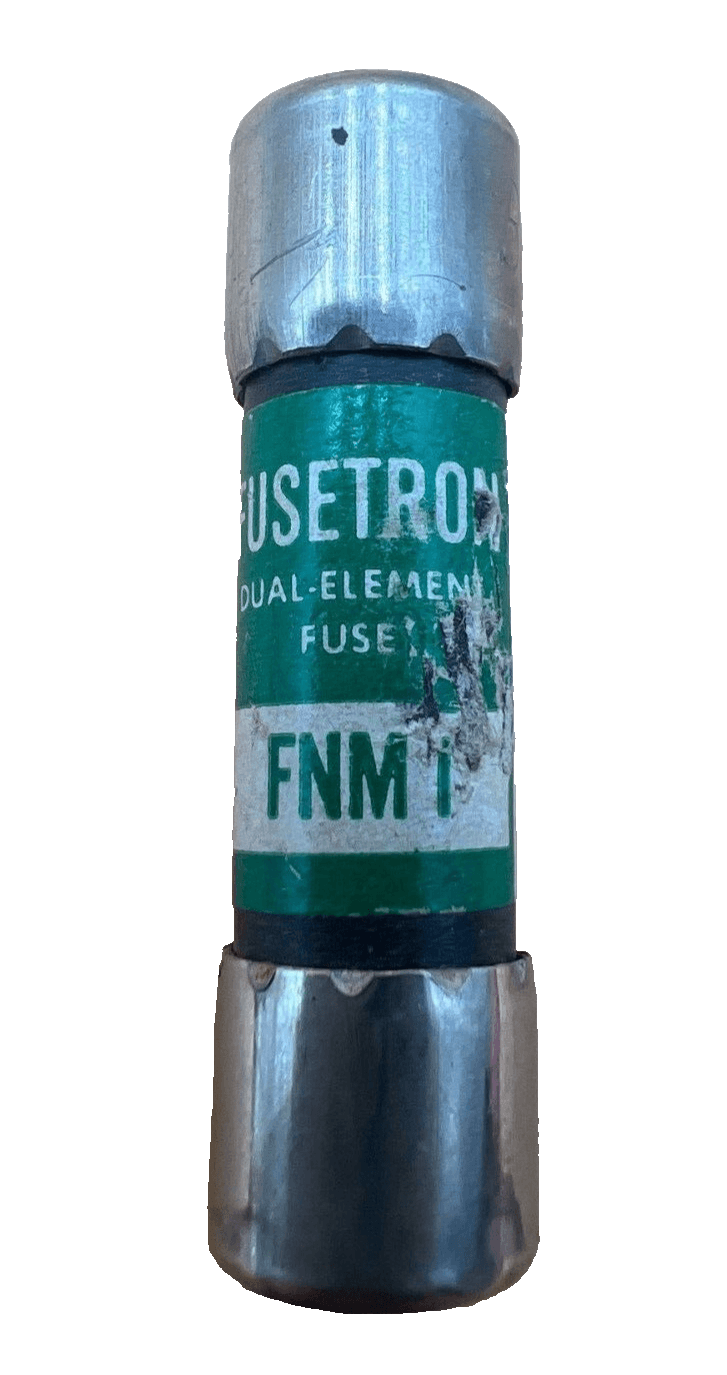 FUSETRON
DUAL-ELEMENT
FUSE
FNM 1